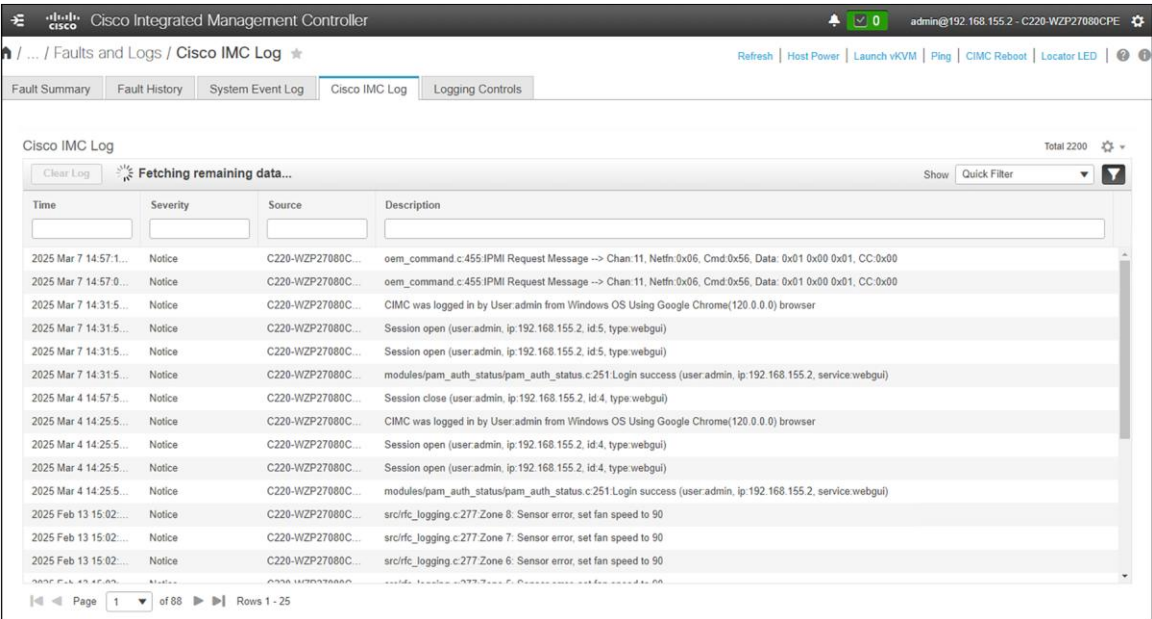 cisco Cisco Integrated Management Controller 0 admin@192.168.155.2 - C220-WZP27080CPE
/ ... / Faults and Logs / Cisco IMC Log Refresh | Host Power | Launch vKVM | Ping | CIMC Reboot | Locator LED |
Fault Summary Fault History System Event Log Cisco IMC Log Logging Controls
Cisco IMC Log Total 2200
Clear Log Fetching remaining data... Show Quick Filter
Time Severity Source Description
2025 Mar 7 14:57:1... Notice C220-WZP27080C... oem_command.c:455:IPMI Request Message --> Chan:11, Netfn:0x06, Cmd:0x56, Data: 0x01 0x00 0x01, CC:0x00
2025 Mar 7 14:57:0... Notice C220-WZP27080C... oem_command.c:455:IPMI Request Message --> Chan:11, Netfn:0x06, Cmd:0x56, Data: 0x01 0x00 0x01, CC:0x00
2025 Mar 7 14:31:5... Notice C220-WZP27080C... CIMC was logged in by User:admin from Windows OS Using Google Chrome(120.0.0.0) browser
2025 Mar 7 14:31:5... Notice C220-WZP27080C... Session open (user:admin, ip:192.168.155.2, id:5, type:webgui)
2025 Mar 7 14:31:5... Notice C220-WZP27080C... Session open (user:admin, ip:192.168.155.2, id:5, type:webgui)
2025 Mar 7 14:31:5... Notice C220-WZP27080C... modules/pam_auth_status/pam_auth_status.c:251:Login success (user:admin, ip:192.168.155.2, service:webgui)
2025 Mar 4 14:57:5... Notice C220-WZP27080C... Session close (user:admin, ip:192.168.155.2, id:4, type:webgui)
2025 Mar 4 14:25:5... Notice C220-WZP27080C... CIMC was logged in by User:admin from Windows OS Using Google Chrome(120.0.0.0) browser
2025 Mar 4 14:25:5... Notice C220-WZP27080C... Session open (user:admin, ip:192.168.155.2, id:4, type:webgui)
2025 Mar 4 14:25:5... Notice C220-WZP27080C... Session open (user:admin, ip:192.168.155.2, id:4, type:webgui)
2025 Mar 4 14:25:5... Notice C220-WZP27080C... modules/pam_auth_status/pam_auth_status.c:251:Login success (user:admin, ip:192.168.155.2, service:webgui)
2025 Feb 13 15:02:... Notice C220-WZP27080C... src/rfc_logging.c:277:Zone 8: Sensor error, set fan speed to 90
2025 Feb 13 15:02:... Notice C220-WZP27080C... src/rfc_logging.c:277:Zone 7: Sensor error, set fan speed to 90
2025 Feb 13 15:02:... Notice C220-WZP27080C... src/rfc_logging.c:277:Zone 6: Sensor error, set fan speed to 90
Page 1 of 88 Rows 1 - 25